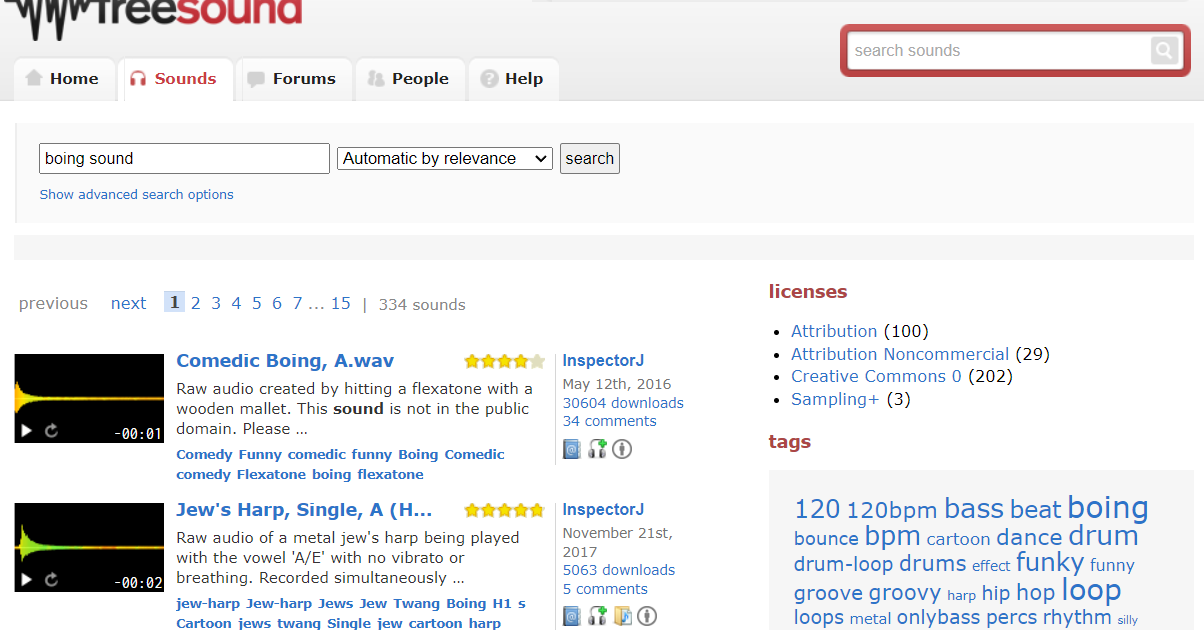 freesound
search sounds
Home Sounds Forums People Help
boing sound Automatic by relevance search
Show advanced search options
previous next 1 2 3 4 5 6 7 ... 15 | 334 sounds
Comedic Boing, A.wav
Raw audio created by hitting a flexatone with a
wooden mallet. This sound is not in the public
domain. Please ...
Comedy Funny comedic funny Boing Comedic
comedy Flexatone boing flexatone
-00:01
InspectorJ
May 12th, 2016
30604 downloads
34 comments
Jew's Harp, Single, A (H...
Raw audio of a metal jew's harp being played
with the vowel 'A/E' with no vibrato or
breathing. Recorded simultaneously ...
jew-harp Jew-harp Jews Jew Twang Boing H1 s
Cartoon jews twang Single jew cartoon harp
-00:02
InspectorJ
November 21st,
2017
5063 downloads
5 comments
licenses
Attribution (100)
Attribution Noncommercial (29)
Creative Commons 0 (202)
Sampling+ (3)
tags
120 120bpm bass beat boing
bounce bpm cartoon dance drum
drum-loop drums effect funky funny
groove groovy harp hip hop loop
loops metal onlybass percs rhythm silly